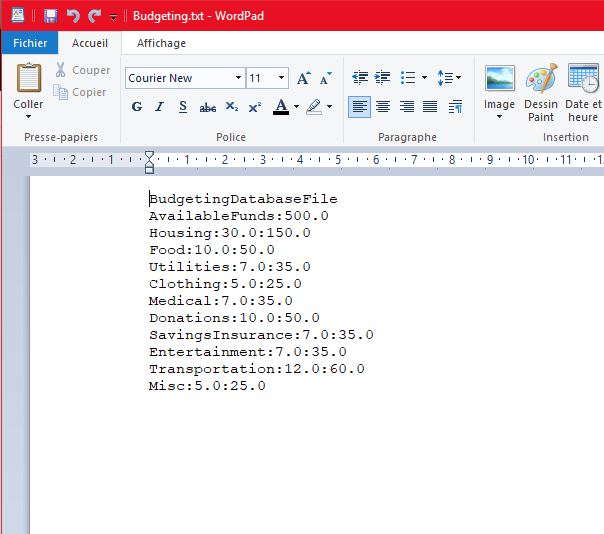 Budgeting.txt - WordPad
Fichier Accueil Affichage
Coller
Couper
Copier
Presse-papiers
Courier New 11
G I S abc X₂ X² A
Police
Paragraphe
Image
Dessin Paint
Date et heure
Insertion
3 2 1 1 2 3 4 5 6 7 8 9 10 11 12
BudgetingDatabaseFile
AvailableFunds:500.0
Housing:30.0:150.0
Food:10.0:50.0
Utilities:7.0:35.0
Clothing:5.0:25.0
Medical:7.0:35.0
Donations:10.0:50.0
SavingsInsurance:7.0:35.0
Entertainment:7.0:35.0
Transportation:12.0:60.0
Misc:5.0:25.0